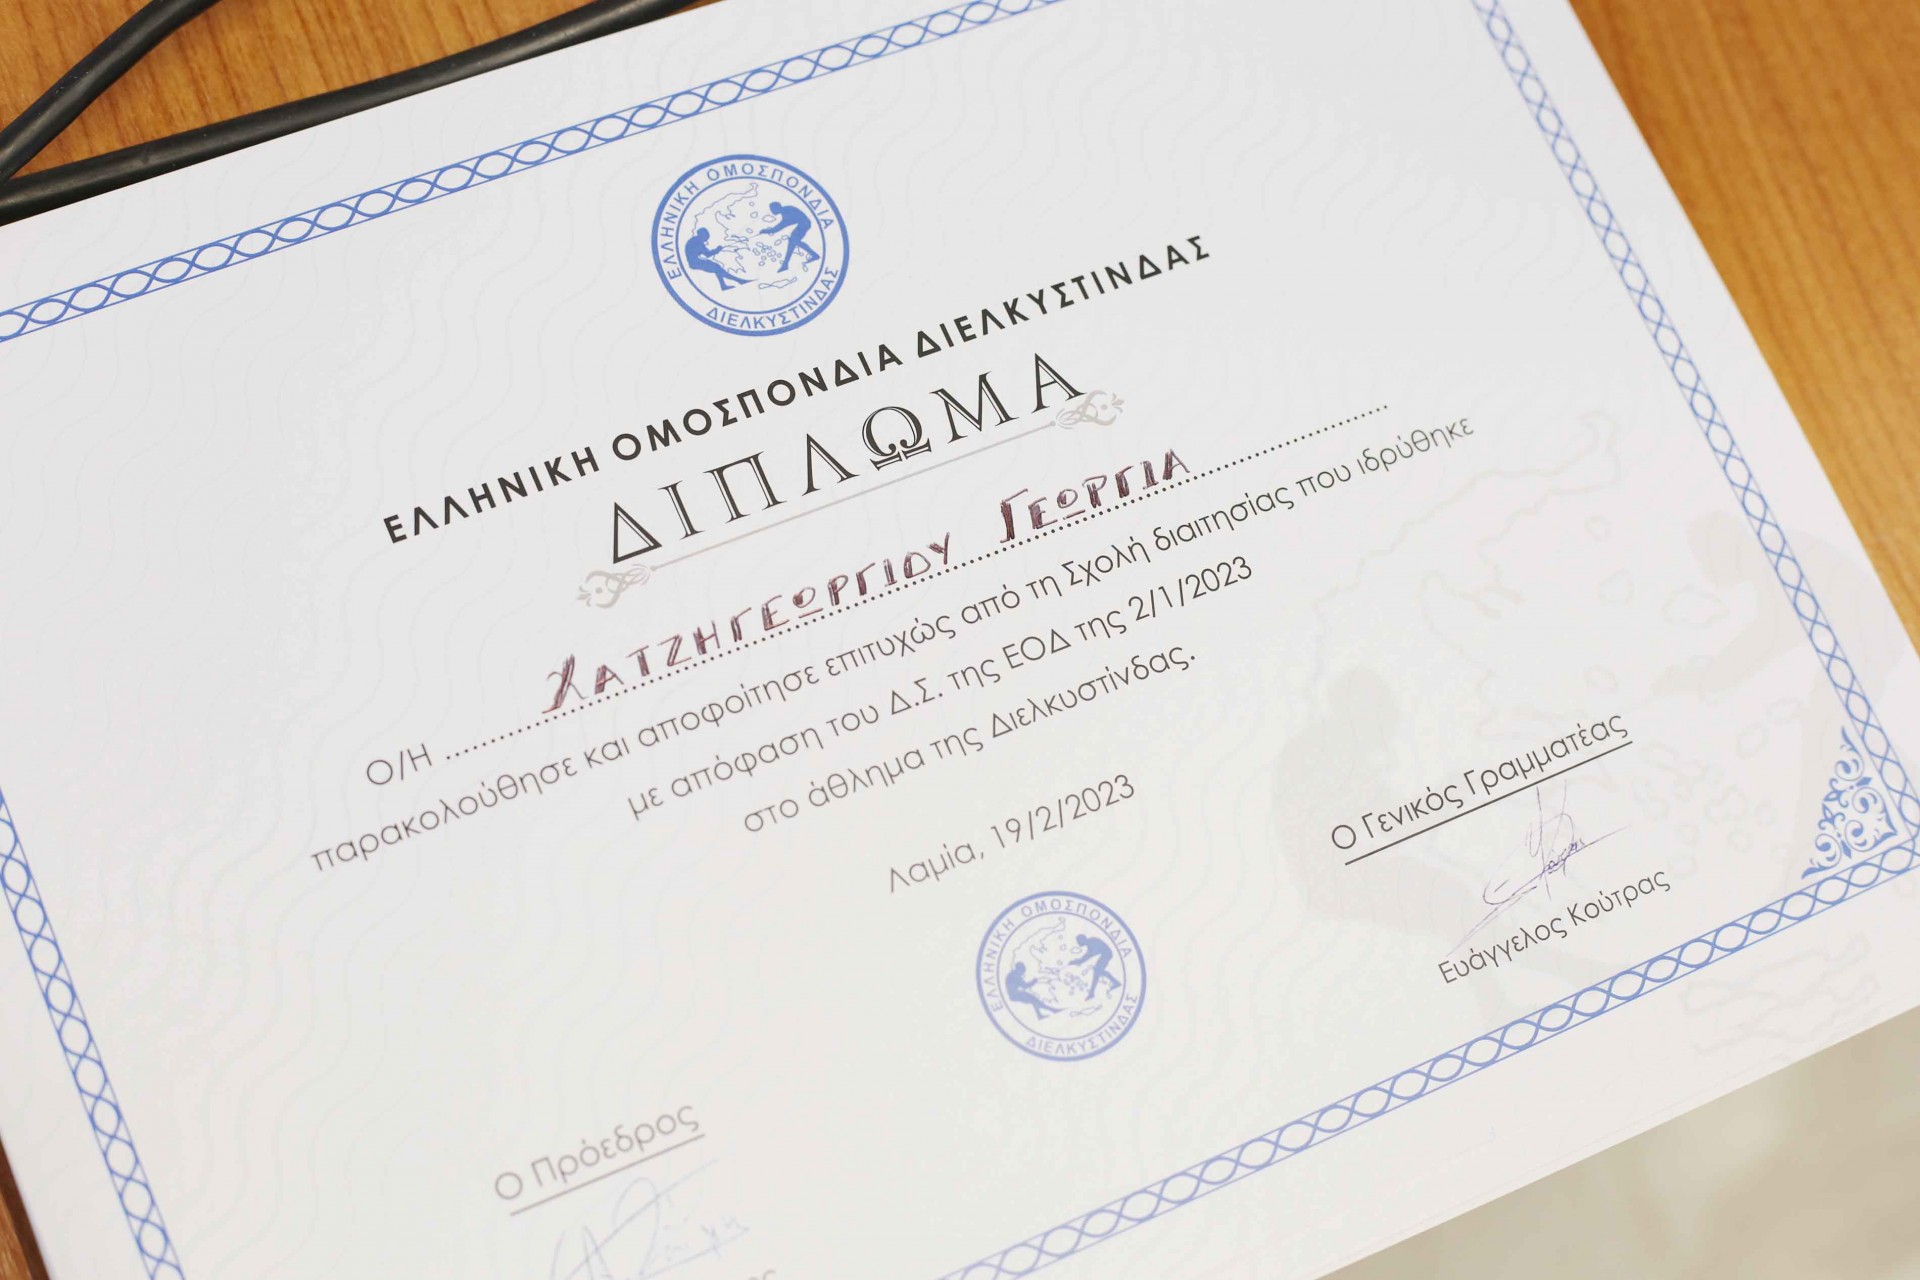 ΕΛΛΗΝΙΚΗ ΟΜΟΣΠΟΝΔΙΑ
ΔΙΕΛΚΥΣΤΙΝΔΑΣ
ΕΛΛΗΝΙΚΗ ΟΜΟΣΠΟΝΔΙΑ ΔΙΕΛΚΥΣΤΙΝΔΑΣ
ΔΙΠΛΩΜΑ
Ο/Η ΧΑΤΖΗΓΕΩΡΓΙΟΥ ΓΕΩΡΓΙΑ
παρακολούθησε και αποφοίτησε επιτυχώς από τη Σχολή διαιτησίας που ιδρύθηκε
με απόφαση του Δ.Σ. της ΕΟΔ της 2/1/2023
στο άθλημα της Διελκυστίνδας.
Λαμία, 19/2/2023
Ο Γενικός Γραμματέας
Ευάγγελος Κούτρας
ΕΛΛΗΝΙΚΗ ΟΜΟΣΠΟΝΔΙΑ
ΔΙΕΛΚΥΣΤΙΝΔΑΣ
Ο Πρόεδρος